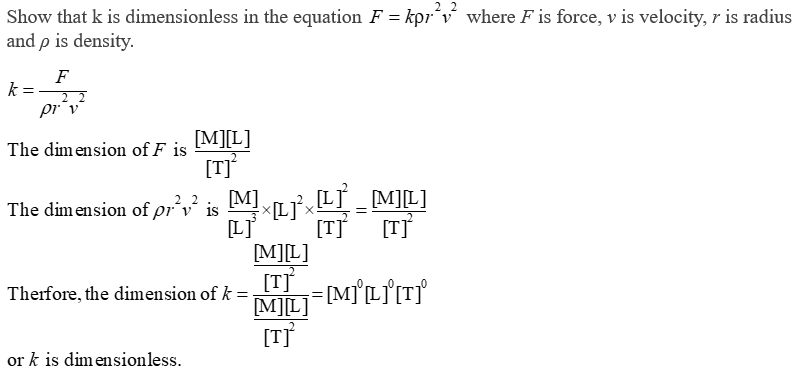 Show that k is dimensionless in the equation F = kρr²v² where F is force, v is velocity, r is radius
and ρ is density.
k = F / ρr²v²
The dimension of F is [M][L] / [T]²
The dimension of ρr²v² is [M] / [L]³ × [L]² × [L]² / [T]² = [M][L] / [T]²
Therfore, the dimension of k = ([M][L] / [T]²) / ([M][L] / [T]²) = [M]⁰[L]⁰[T]⁰
or k is dimensionless.